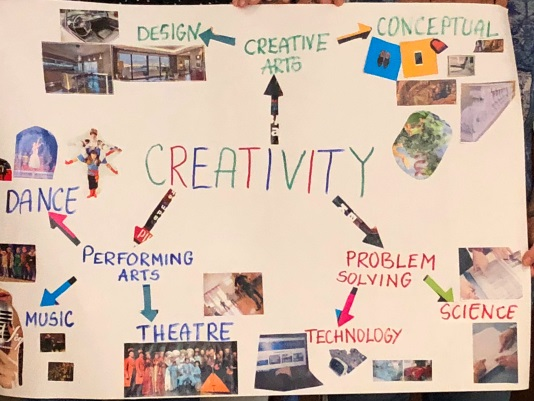 DESIGN
CREATIVE
ARTS
CONCEPTUAL
CREATIVITY
DANCE
PERFORMING
ARTS
PROBLEM
SOLVING
MUSIC
THEATRE
TECHNOLOGY
SCIENCE